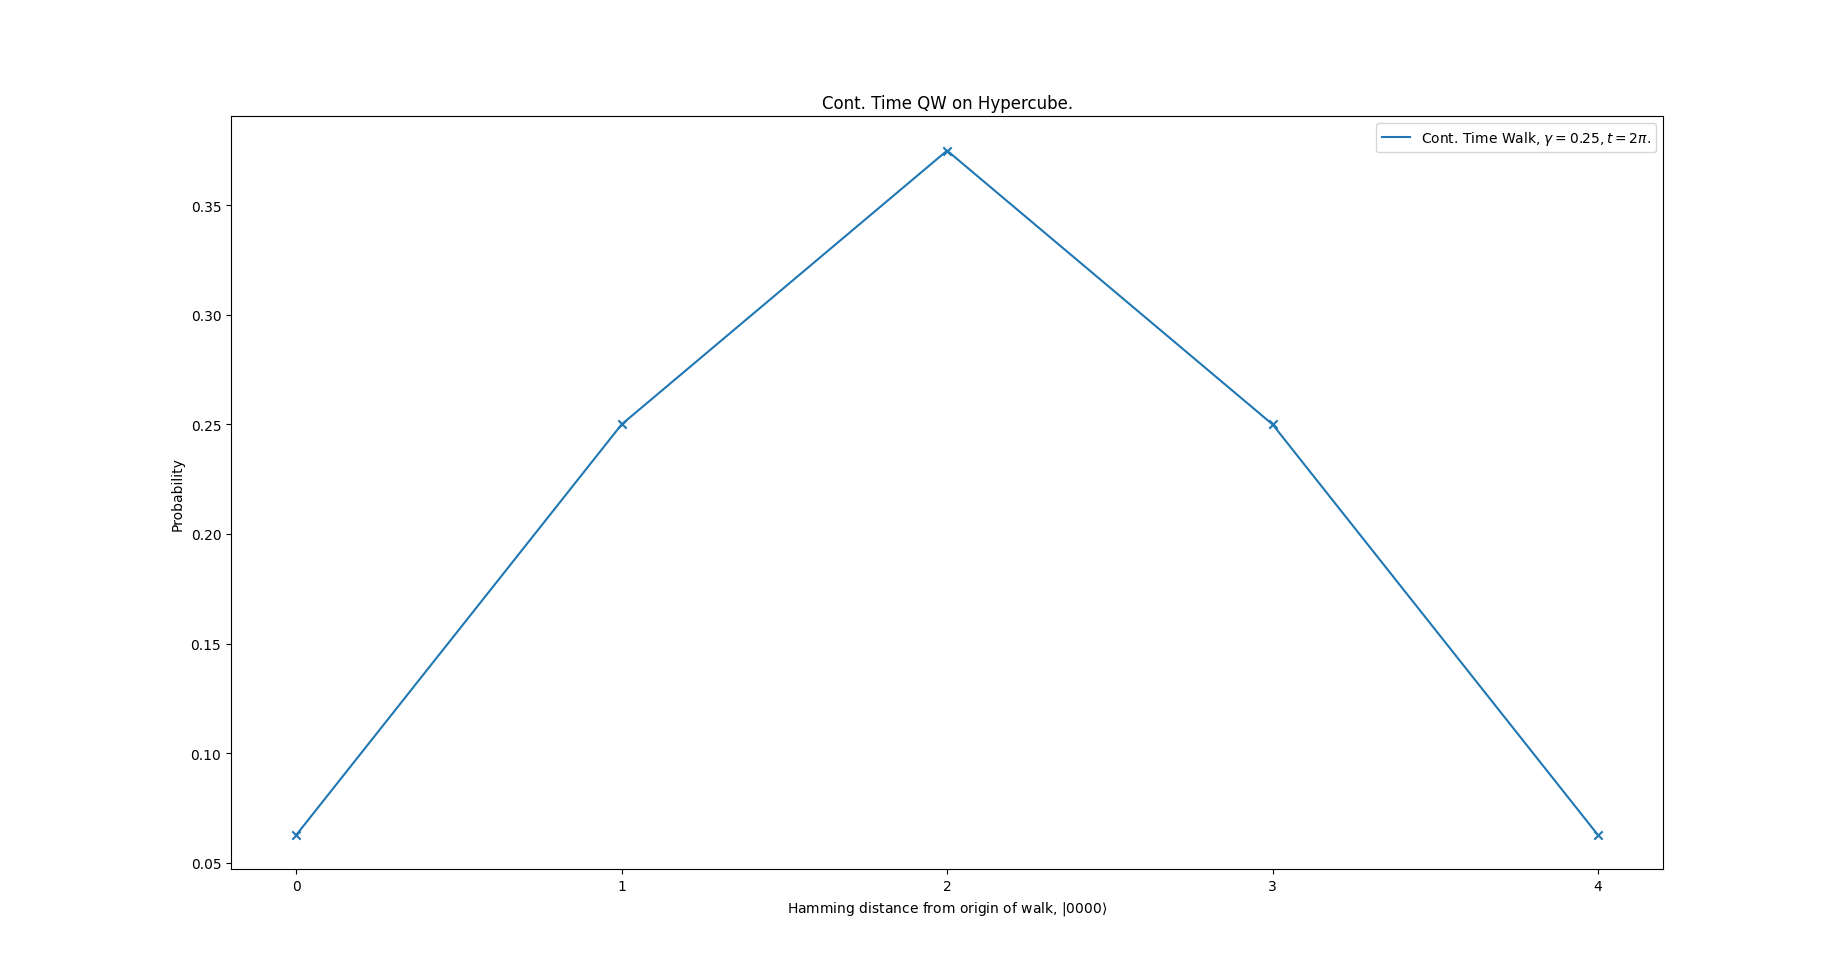 Cont. Time QW on Hypercube.
Cont. Time Walk, γ = 0.25, t = 2π.
0.35
0.30
0.25
0.20
0.15
0.10
0.05
Probability
0 1 2 3 4
Hamming distance from origin of walk, |0000⟩